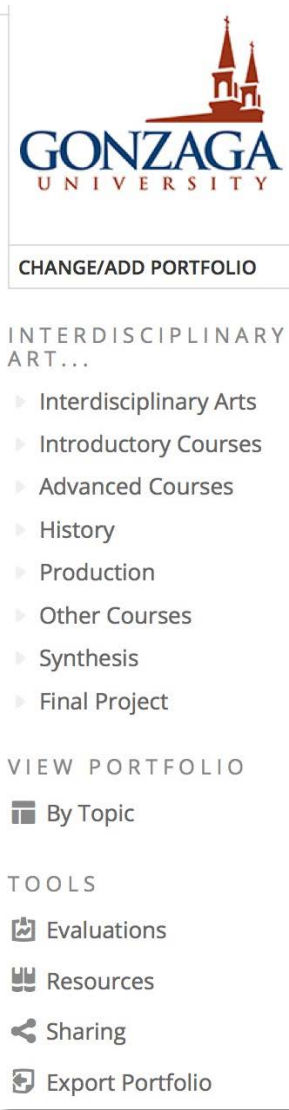 GONZAGA
UNIVERSITY
CHANGE/ADD PORTFOLIO
INTERDISCIPLINARY
ART...
Interdisciplinary Arts
Introductory Courses
Advanced Courses
History
Production
Other Courses
Synthesis
Final Project
VIEW PORTFOLIO
By Topic
TOOLS
Evaluations
Resources
Sharing
Export Portfolio